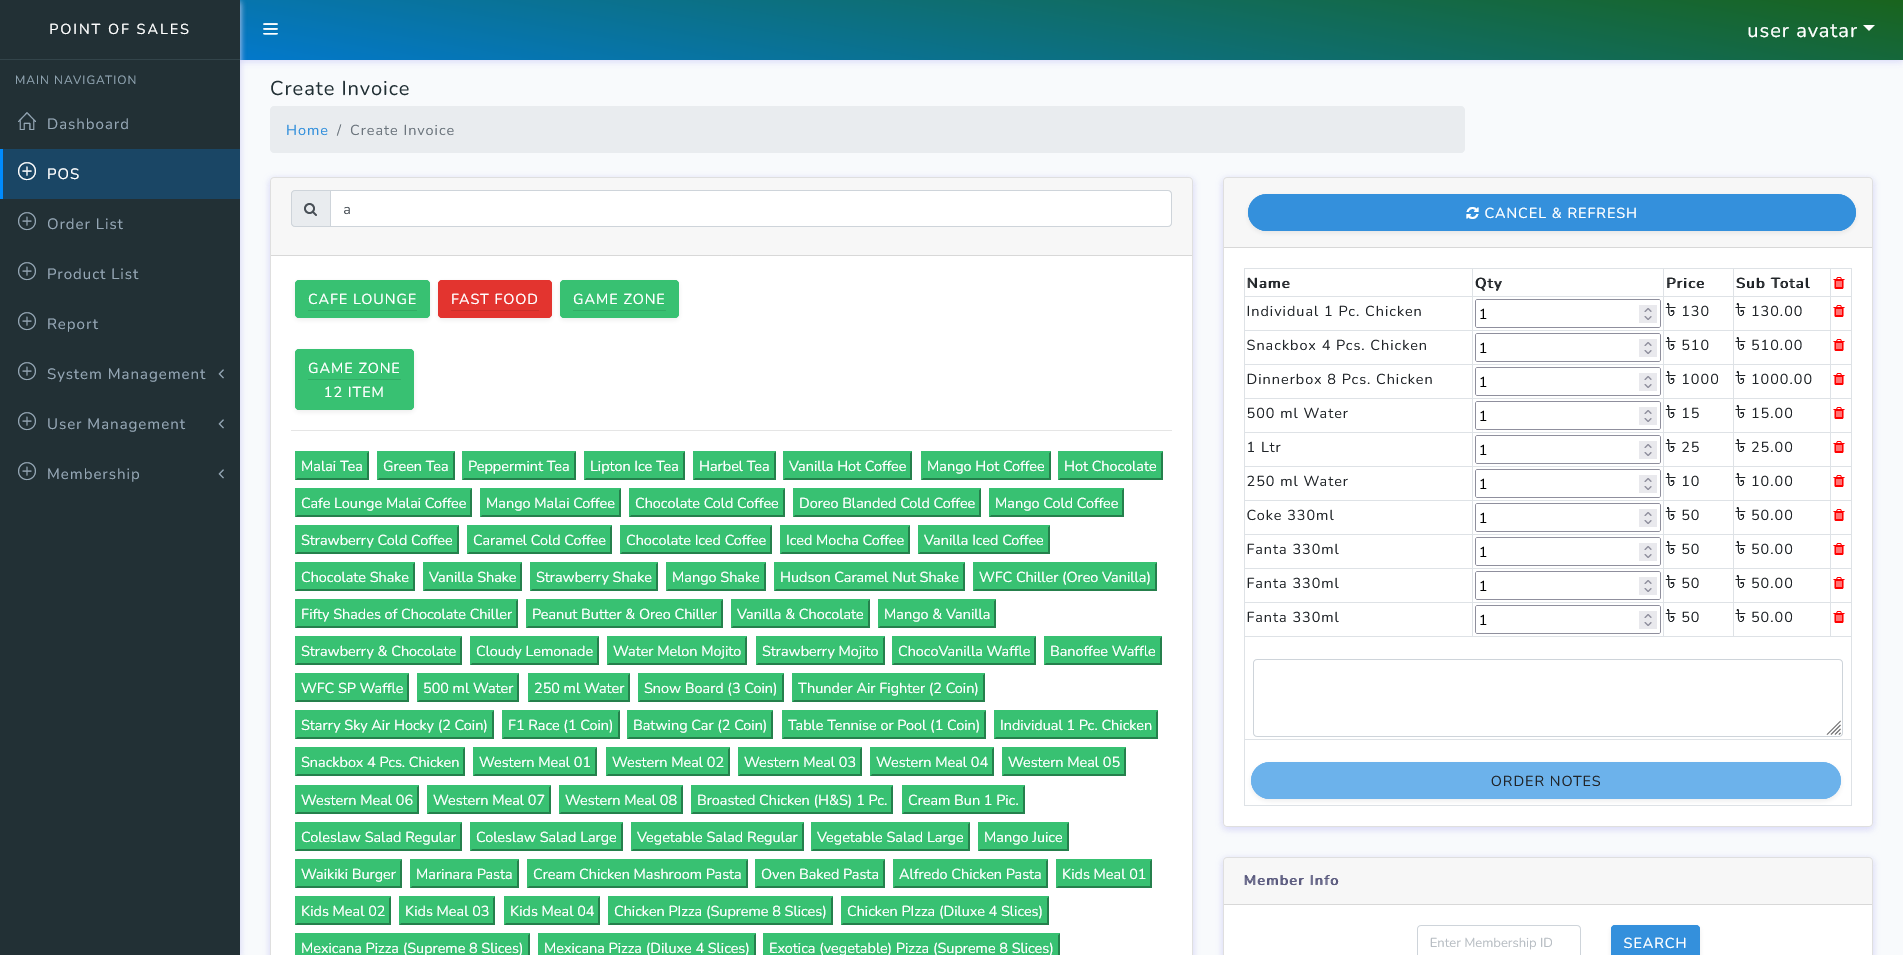 POINT OF SALES
user avatar
MAIN NAVIGATION
Dashboard
POS
Order List
Product List
Report
System Management
User Management
Membership
Create Invoice
Home / Create Invoice
a
CAFE LOUNGE FAST FOOD GAME ZONE
GAME ZONE
12 ITEM
Malai Tea Green Tea Peppermint Tea Lipton Ice Tea Harbel Tea Vanilla Hot Coffee Mango Hot Coffee Hot Chocolate
Cafe Lounge Malai Coffee Mango Malai Coffee Chocolate Cold Coffee Doreo Blanded Cold Coffee Mango Cold Coffee
Strawberry Cold Coffee Caramel Cold Coffee Chocolate Iced Coffee Iced Mocha Coffee Vanilla Iced Coffee
Chocolate Shake Vanilla Shake Strawberry Shake Mango Shake Hudson Caramel Nut Shake WFC Chiller (Oreo Vanilla)
Fifty Shades of Chocolate Chiller Peanut Butter & Oreo Chiller Vanilla & Chocolate Mango & Vanilla
Strawberry & Chocolate Cloudy Lemonade Water Melon Mojito Strawberry Mojito ChocoVanilla Waffle Banoffee Waffle
WFC SP Waffle 500 ml Water 250 ml Water Snow Board (3 Coin) Thunder Air Fighter (2 Coin)
Starry Sky Air Hocky (2 Coin) F1 Race (1 Coin) Batwing Car (2 Coin) Table Tennise or Pool (1 Coin) Individual 1 Pc. Chicken
Snackbox 4 Pcs. Chicken Western Meal 01 Western Meal 02 Western Meal 03 Western Meal 04 Western Meal 05
Western Meal 06 Western Meal 07 Western Meal 08 Broasted Chicken (H&S) 1 Pc. Cream Bun 1 Pic.
Coleslaw Salad Regular Coleslaw Salad Large Vegetable Salad Regular Vegetable Salad Large Mango Juice
Waikiki Burger Marinara Pasta Cream Chicken Mashroom Pasta Oven Baked Pasta Alfredo Chicken Pasta Kids Meal 01
Kids Meal 02 Kids Meal 03 Kids Meal 04 Chicken PIzza (Supreme 8 Slices) Chicken PIzza (Diluxe 4 Slices)
Mexicana Pizza (Supreme 8 Slices) Mexicana Pizza (Diluxe 4 Slices) Exotica (vegetable) Pizza (Supreme 8 Slices)
CANCEL & REFRESH
Name Qty Price Sub Total
Individual 1 Pc. Chicken 1 ৳ 130 ৳ 130.00
Snackbox 4 Pcs. Chicken 1 ৳ 510 ৳ 510.00
Dinnerbox 8 Pcs. Chicken 1 ৳ 1000 ৳ 1000.00
500 ml Water 1 ৳ 15 ৳ 15.00
1 Ltr 1 ৳ 25 ৳ 25.00
250 ml Water 1 ৳ 10 ৳ 10.00
Coke 330ml 1 ৳ 50 ৳ 50.00
Fanta 330ml 1 ৳ 50 ৳ 50.00
Fanta 330ml 1 ৳ 50 ৳ 50.00
Fanta 330ml 1 ৳ 50 ৳ 50.00
ORDER NOTES
Member Info
Enter Membership ID SEARCH